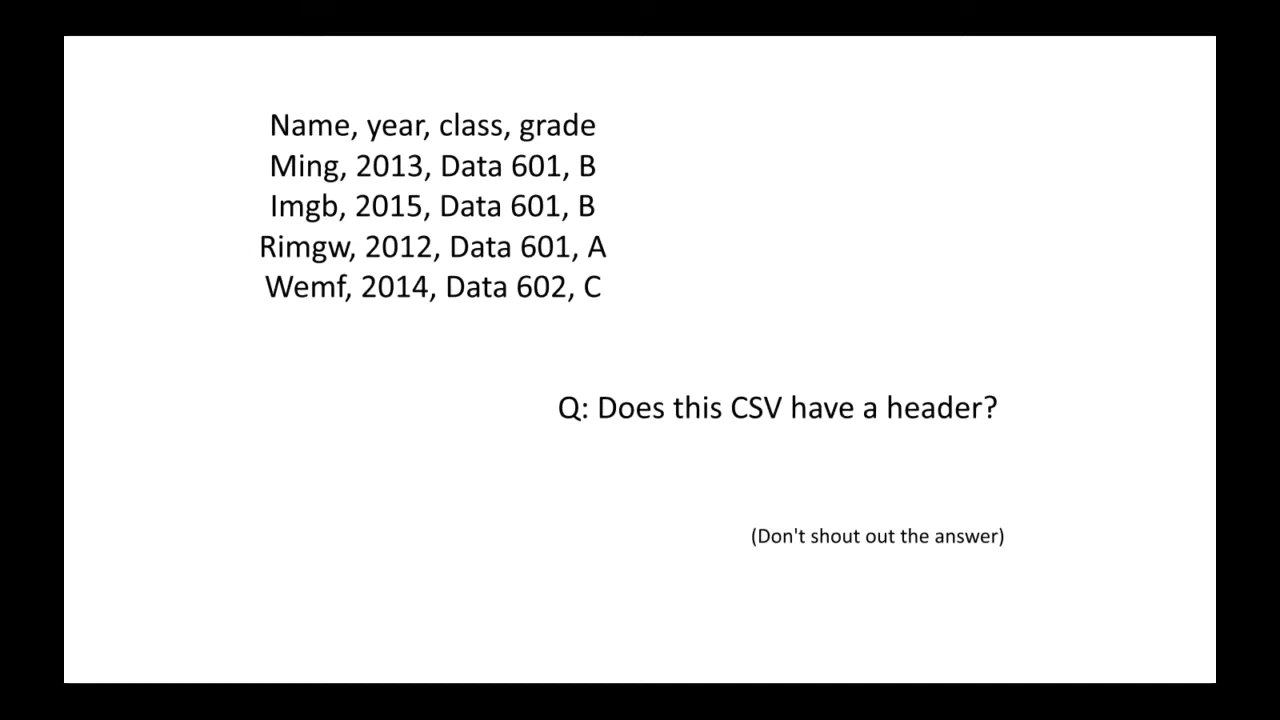 Name, year, class, grade
Ming, 2013, Data 601, B
Imgb, 2015, Data 601, B
Rimgw, 2012, Data 601, A
Wemf, 2014, Data 602, C
Q: Does this CSV have a header?
(Don't shout out the answer)